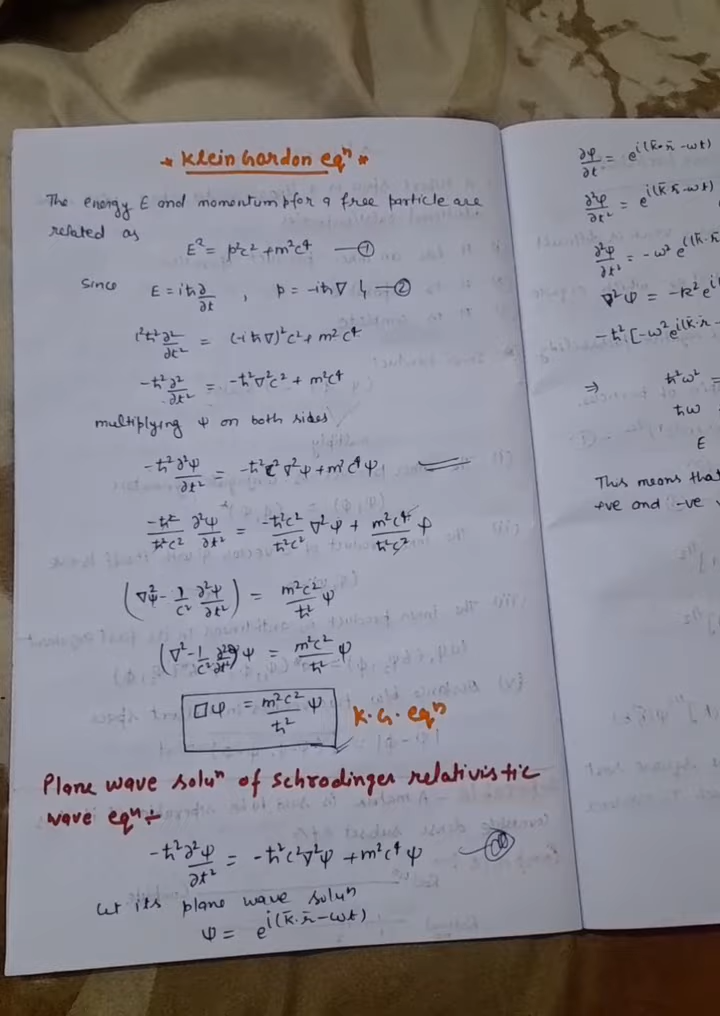 * Klein Gordon eqⁿ *
The energy E and momentum p for a free particle are
related as
E² = p²c² + m²c⁴ —①
Since E = iħ∂/∂t , p = -iħ∇ —②
i²ħ²∂²/∂t² = (-iħ∇)²c² + m²c⁴
-ħ²∂²/∂t² = -ħ²∇²c² + m²c⁴
multiplying ψ on both sides
-ħ²∂²ψ/∂t² = -ħ²c²∇²ψ + m²c⁴ψ
-ħ²/ħ²c² ∂²ψ/∂t² = -ħ²c²/ħ²c² ∇²ψ + m²c⁴/ħ²c² ψ
(∇²ψ - 1/c² ∂²ψ/∂t²) = m²c²/ħ² ψ
(∇² - 1/c² ∂²/∂t²)ψ = m²c²/ħ² ψ
□ψ = m²c²/ħ² ψ K.G. eqⁿ
Plane wave soluⁿ of Schrodinger relativistic
wave eqⁿ ÷
-ħ²∂²ψ/∂t² = -ħ²c²∇²ψ + m²c⁴ψ
Let its plane wave soluⁿ
ψ = e^i(k̄·r̄-ωt)
∂ψ/∂t = e^i(k̄·r̄-ωt)
∂²ψ/∂t² = e^i(k̄·r̄-ωt)
∂²ψ/∂t² = -ω² e^i(k̄·r̄
∇²ψ = -k² e^i(
-ħ²[-ω²e^i(k̄·r̄-
⇒ ħ²ω² =
ħω
E
This means that
+ve and -ve